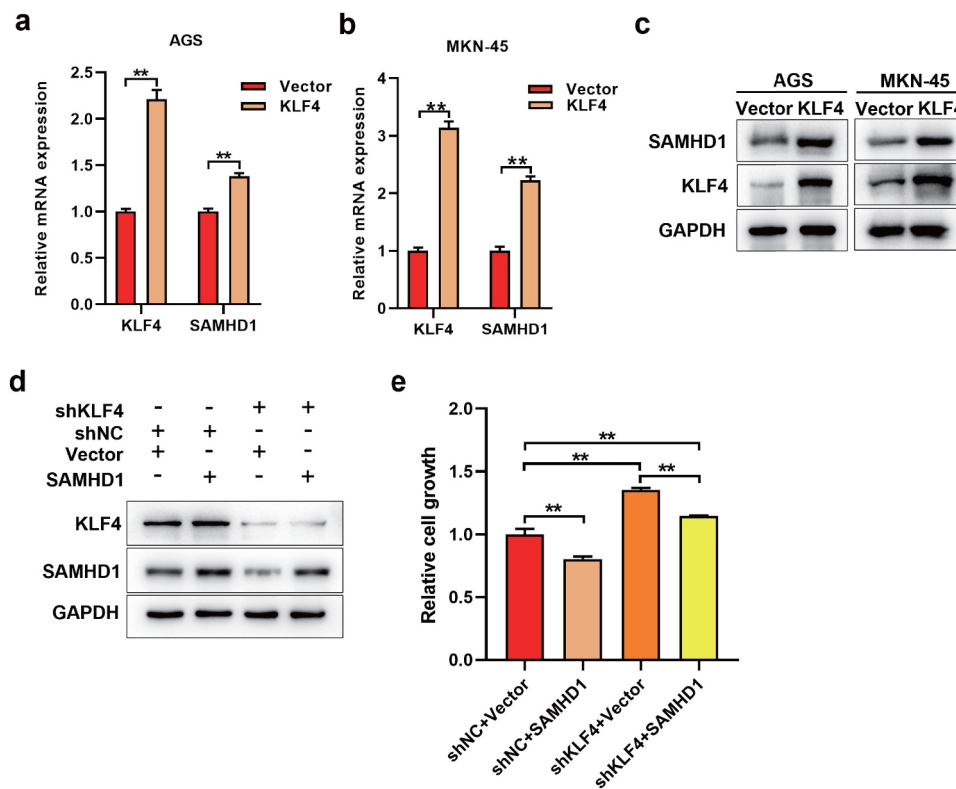 a
AGS
Relative mRNA expression
2.5
2.0
1.5
1.0
0.5
0.0
**
**
KLF4
SAMHD1
Vector
KLF4
b
MKN-45
Relative mRNA expression
4
3
2
1
0
**
**
KLF4
SAMHD1
Vector
KLF4
c
AGS MKN-45
Vector KLF4 Vector KLF4
SAMHD1
KLF4
GAPDH
d
shKLF4 - - + +
shNC + + - -
Vector + - + -
SAMHD1 - + - +
KLF4
SAMHD1
GAPDH
e
Relative cell growth
2.0
1.5
1.0
0.5
0.0
**
**
**
**
shNC+Vector
shNC+SAMHD1
shKLF4+Vector
shKLF4+SAMHD1